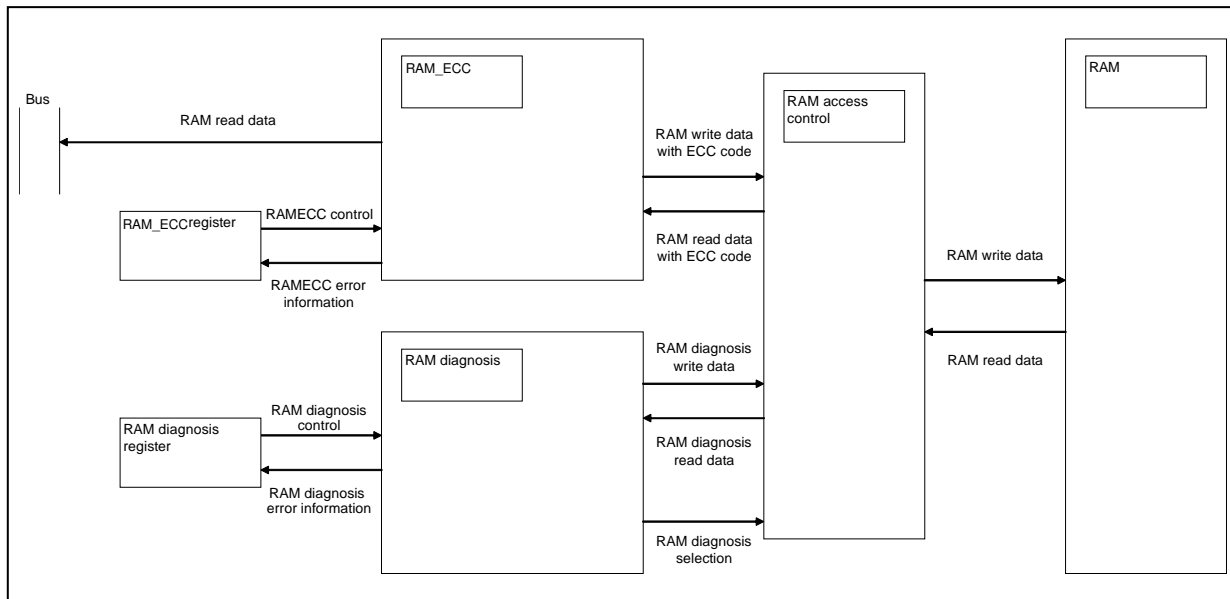 RAM_ECC
RAM
Bus
RAM access
control
RAM read data
RAM write data
with ECC code
RAM_ECCregister
RAMECC control
RAM read data
with ECC code
RAM write data
RAMECC error
information
RAM diagnosis
RAM diagnosis
write data
RAM read data
RAM diagnosis
control
RAM diagnosis
register
RAM diagnosis
read data
RAM diagnosis
error information
RAM diagnosis
selection